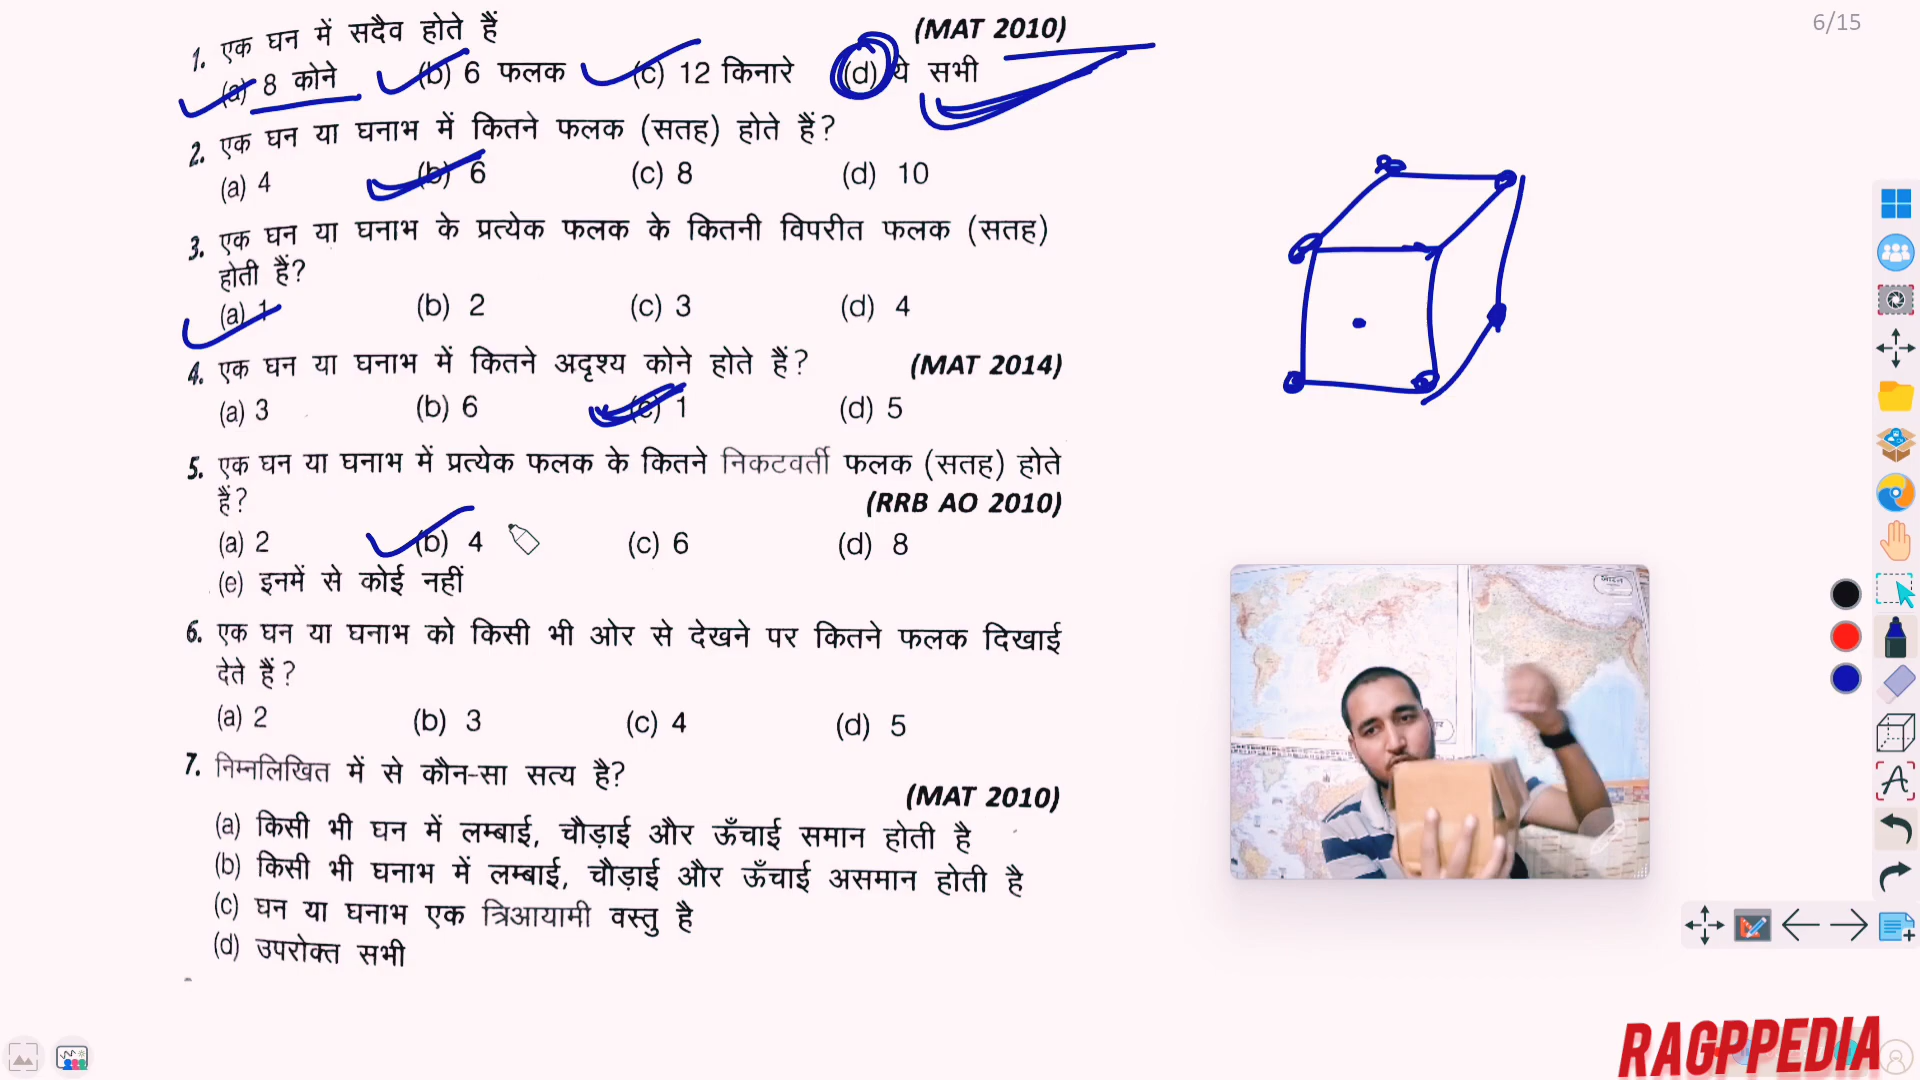 6/15
1. एक घन में सदैव होते हैं (MAT 2010)
(a) 8 कोने (b) 6 फलक (c) 12 किनारे (d) ये सभी
2. एक घन या घनाभ में कितने फलक (सतह) होते हैं?
(a) 4 (b) 6 (c) 8 (d) 10
3. एक घन या घनाभ के प्रत्येक फलक के कितनी विपरीत फलक (सतह)
होती हैं?
(a) 1 (b) 2 (c) 3 (d) 4
4. एक घन या घनाभ में कितने अदृश्य कोने होते हैं? (MAT 2014)
(a) 3 (b) 6 (c) 1 (d) 5
5. एक घन या घनाभ में प्रत्येक फलक के कितने निकटवर्ती फलक (सतह) होते
हैं? (RRB AO 2010)
(a) 2 (b) 4 (c) 6 (d) 8
(e) इनमें से कोई नहीं
6. एक घन या घनाभ को किसी भी ओर से देखने पर कितने फलक दिखाई
देते हैं?
(a) 2 (b) 3 (c) 4 (d) 5
7. निम्नलिखित में से कौन-सा सत्य है?
(MAT 2010)
(a) किसी भी घन में लम्बाई, चौड़ाई और ऊँचाई समान होती है
(b) किसी भी घनाभ में लम्बाई, चौड़ाई और ऊँचाई असमान होती है
(c) घन या घनाभ एक त्रिआयामी वस्तु है
(d) उपरोक्त सभी
RAGPPEDIA